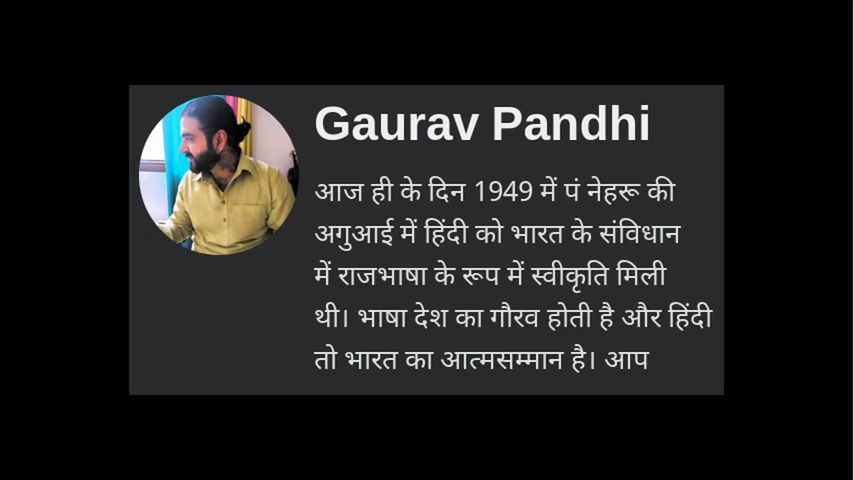 Gaurav Pandhi
आज ही के दिन 1949 में पं नेहरू की
अगुआई में हिंदी को भारत के संविधान
में राजभाषा के रूप में स्वीकृति मिली
थी। भाषा देश का गौरव होती है और हिंदी
तो भारत का आत्मसम्मान है। आप